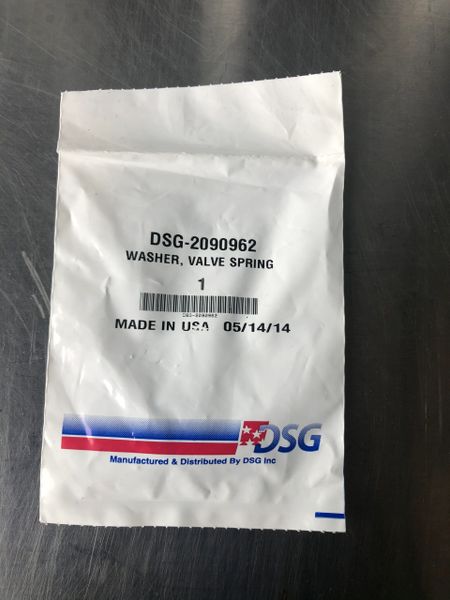 DSG-2090962
WASHER, VALVE SPRING
1
DSG-2090962
MADE IN USA 05/14/14
DSG
Manufactured & Distributed By DSG Inc